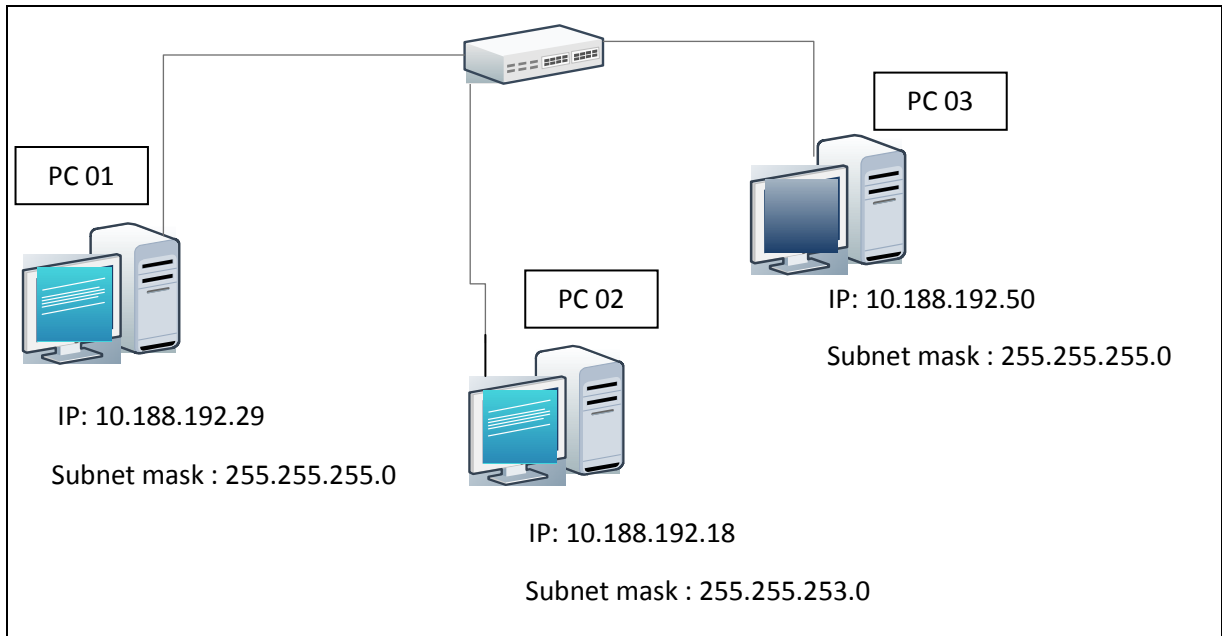 PC 03
PC 01
PC 02
IP: 10.188.192.50
Subnet mask : 255.255.255.0
IP: 10.188.192.29
Subnet mask : 255.255.255.0
IP: 10.188.192.18
Subnet mask : 255.255.253.0